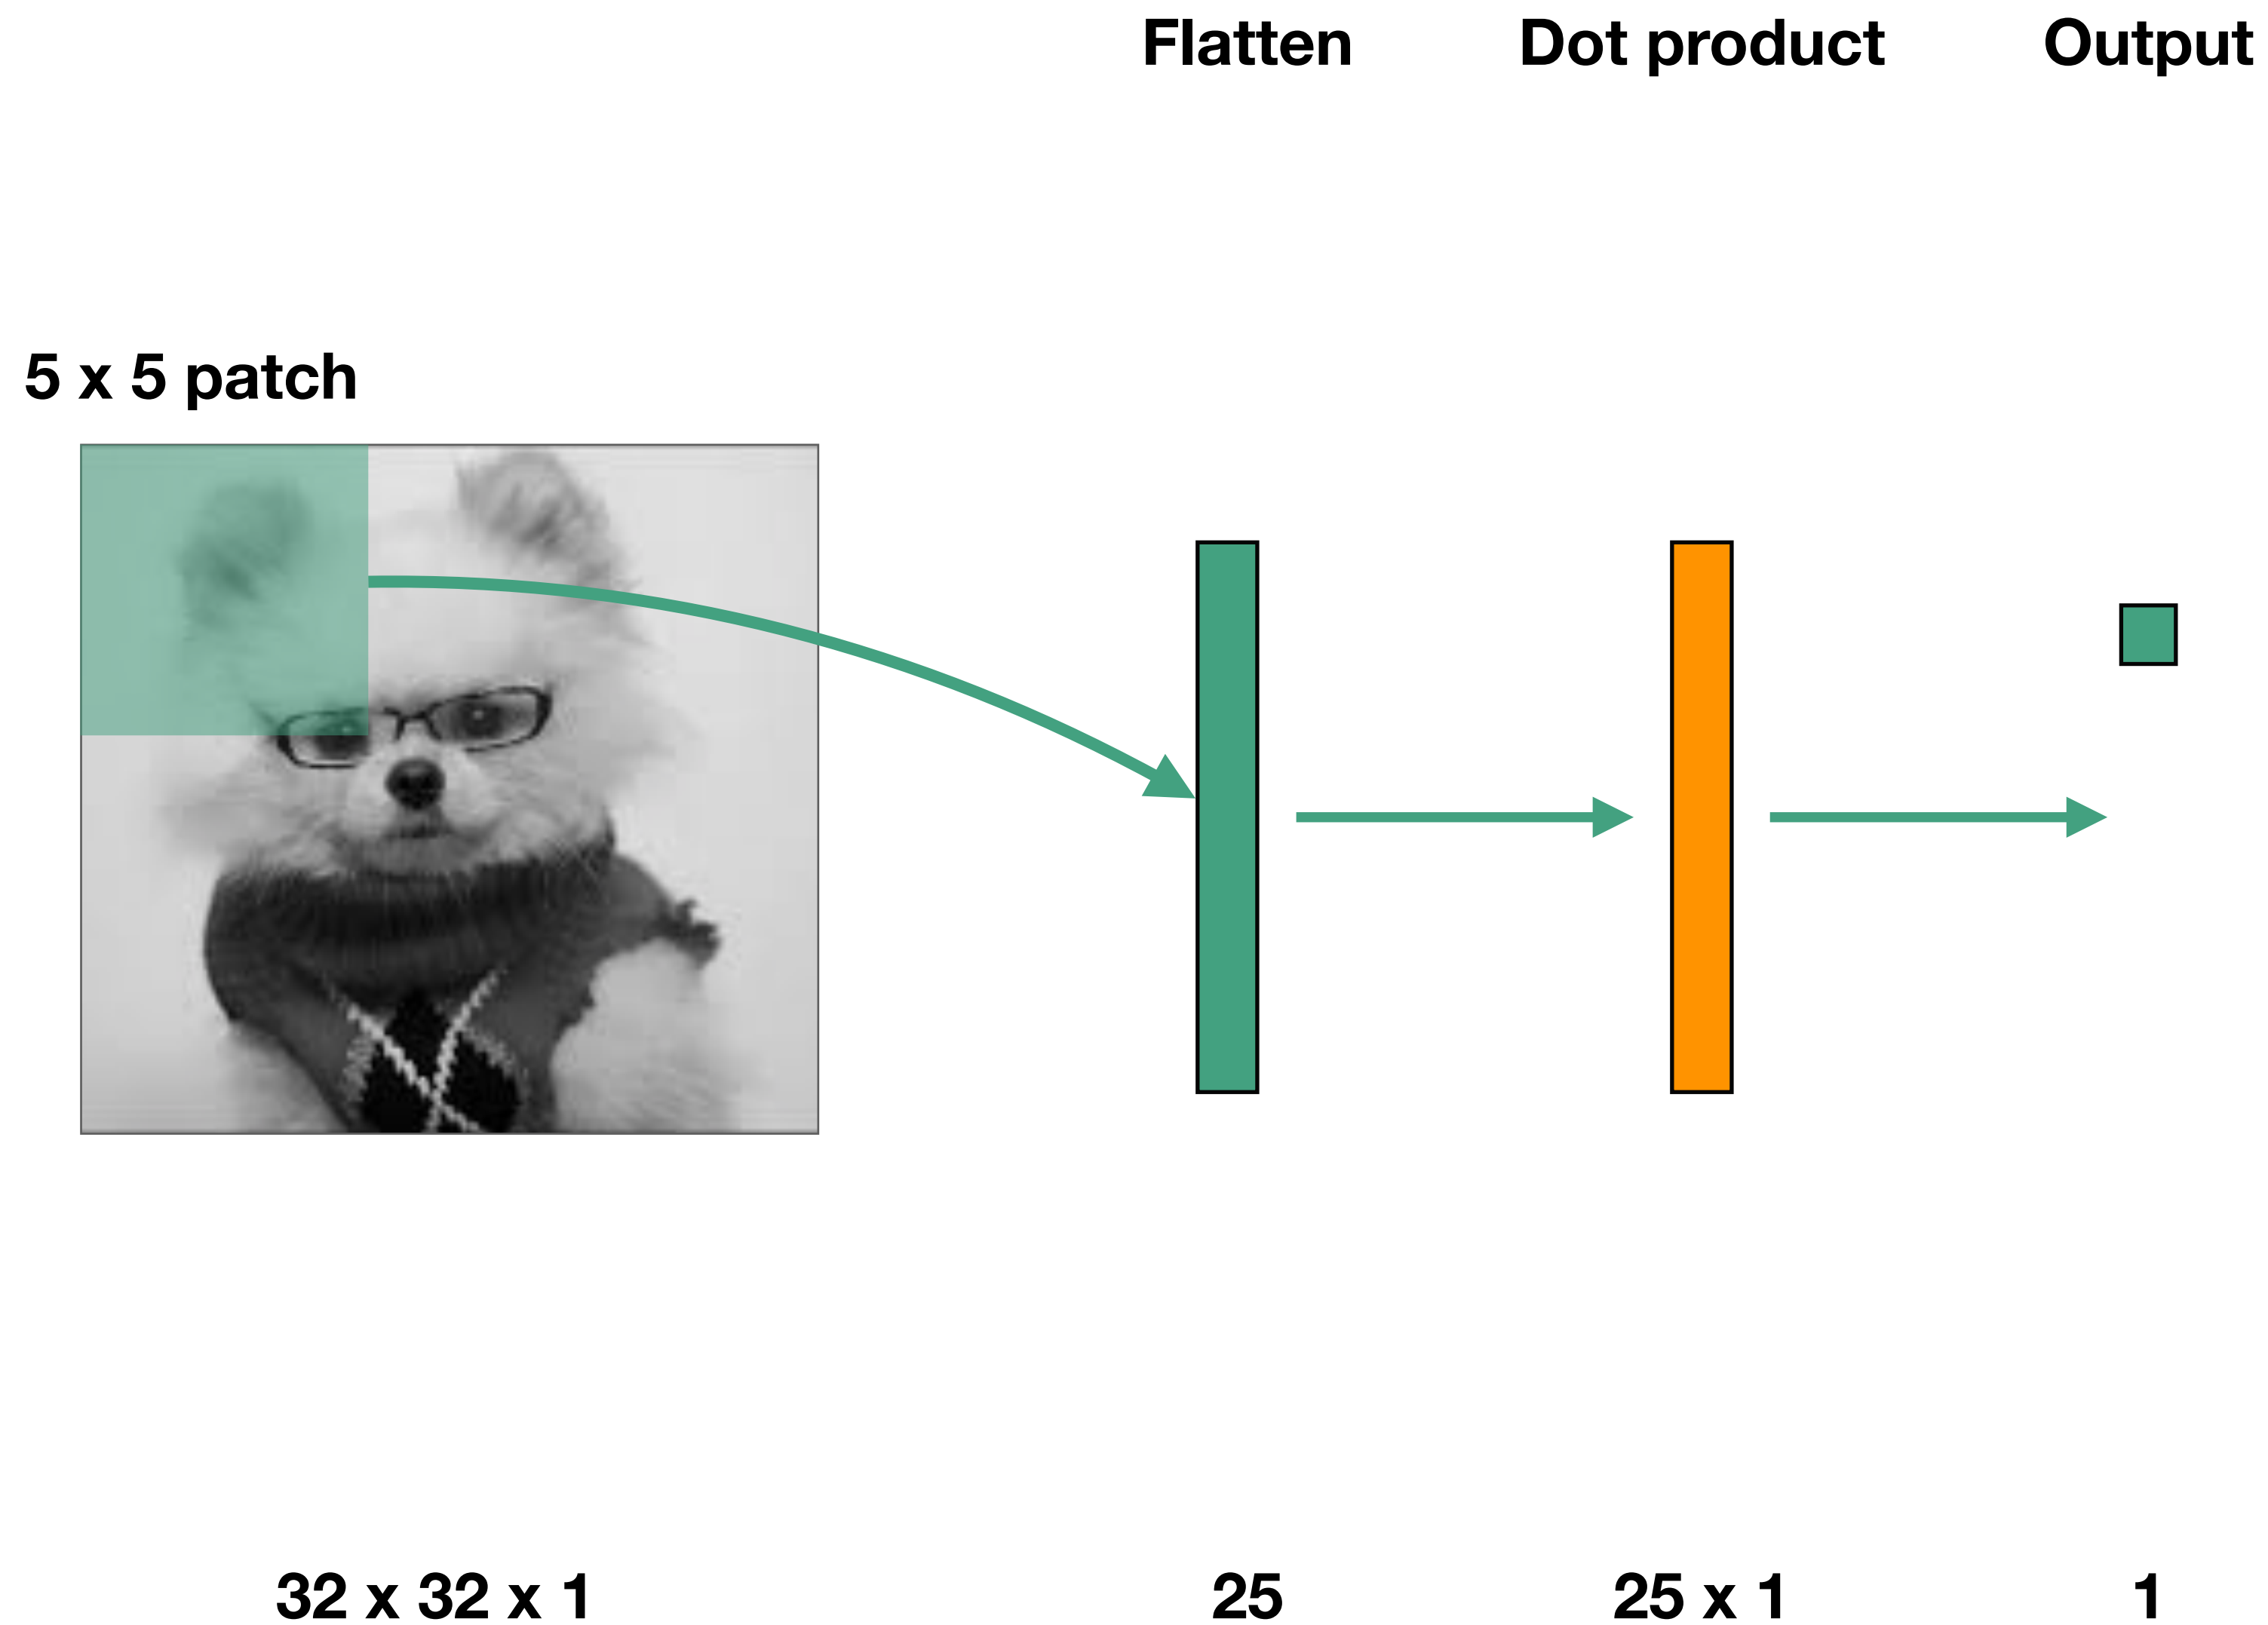 Flatten
Dot product
Output
5 x 5 patch
32 x 32 x 1
25
25 x 1
1